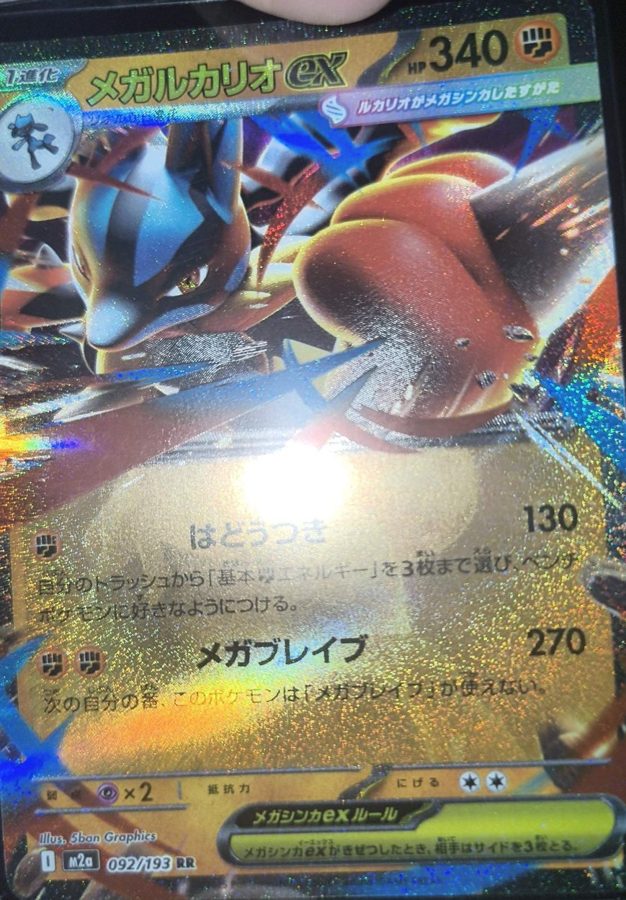 1進化
メガルカリオex
HP 340
ルカリオがメガシンカしたすがた
はどうづき 130
自分のトラッシュから「基本エネルギー」を3枚まで選び、ベンチ
ポケモンに好きなようにつける。
メガブレイブ 270
次の自分の番、このポケモンは「メガブレイブ」が使えない。
×2 抵抗力 にげる
メガシンカexルール
メガシンカexがきぜつしたとき、相手はサイドを3枚とる。
Illus. 5ban Graphics
I m2a 092/193 RR